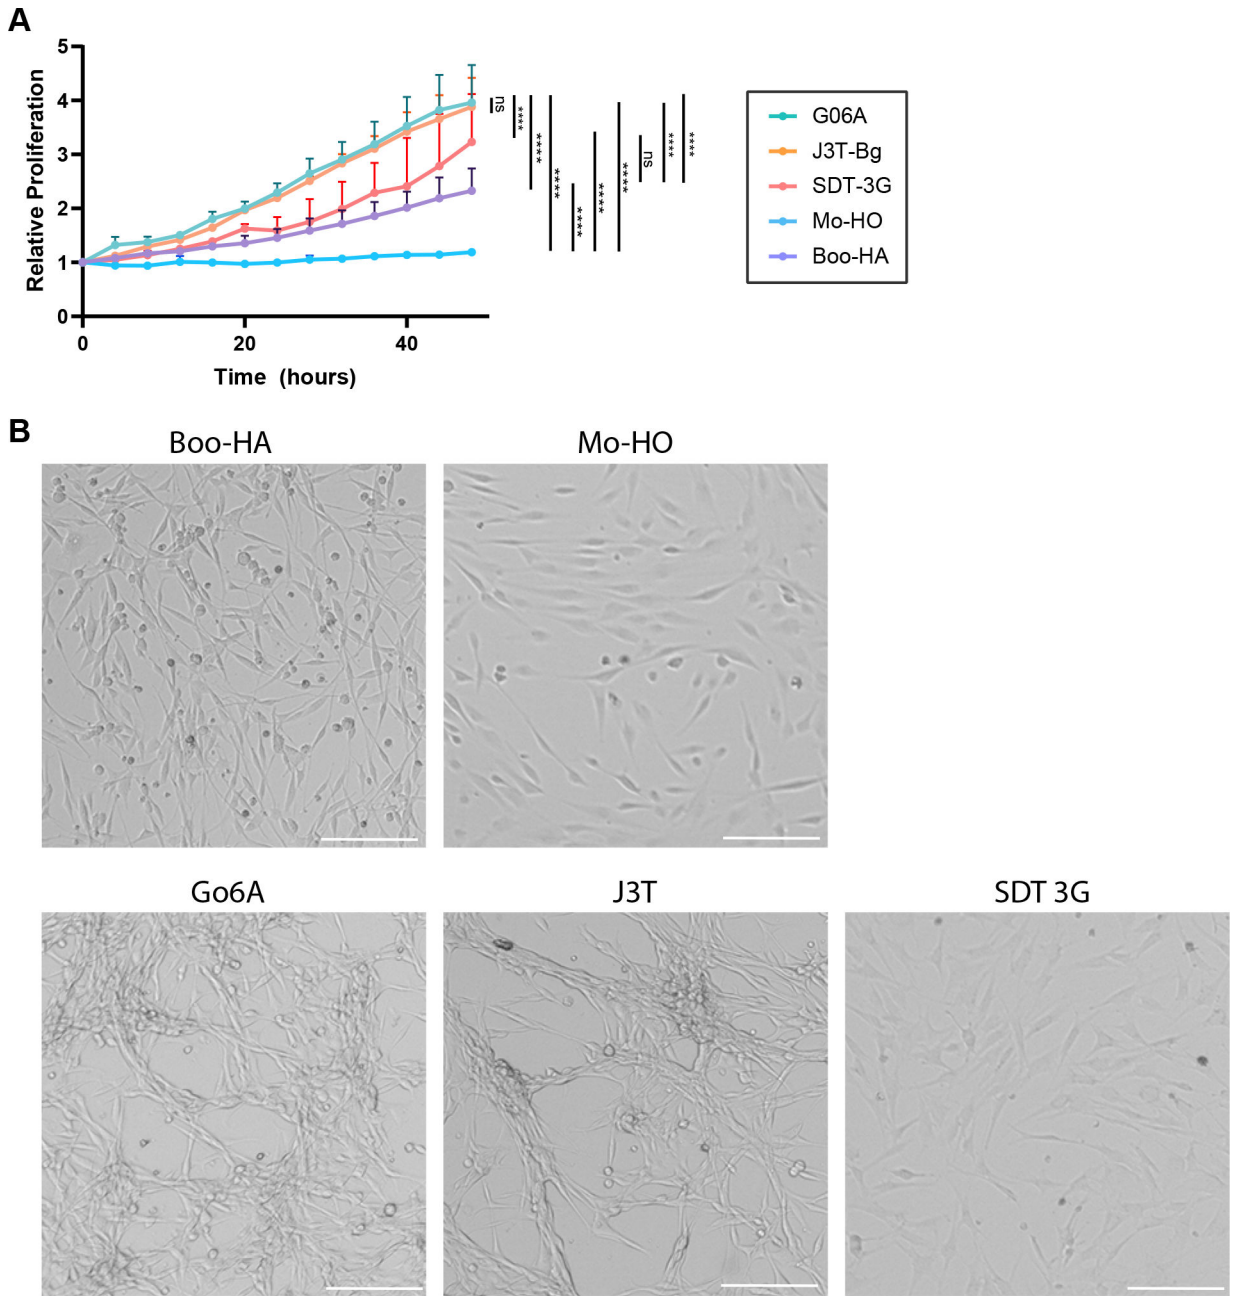 A
5
4
3
2
1
0
Relative Proliferation
0 20 40
Time (hours)
ns
****
****
****
****
****
****
ns
****
****
G06A
J3T-Bg
SDT-3G
Mo-HO
Boo-HA
B
Boo-HA Mo-HO
Go6A J3T SDT 3G